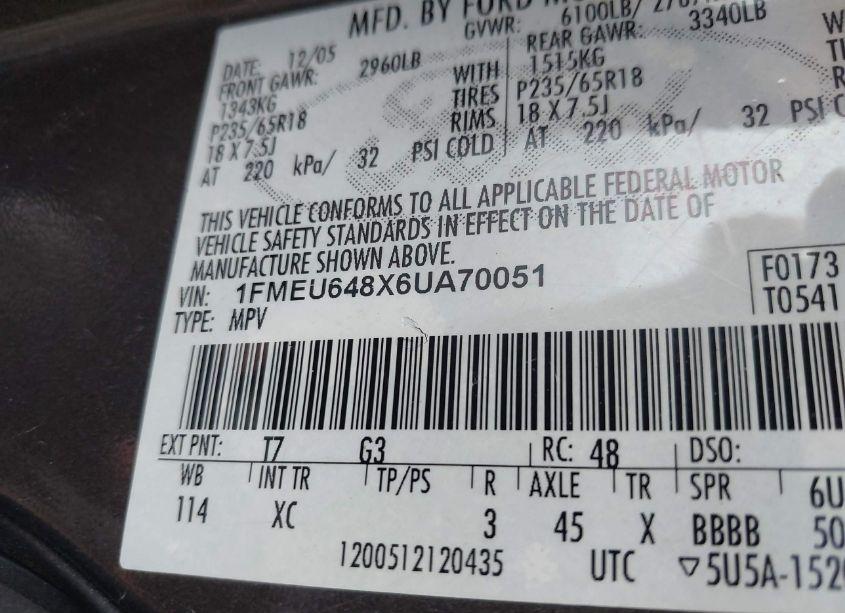 MFD. BY FORD
DATE: 12/05 GVWR: 6100LB/
FRONT GAWR: 2960LB REAR GAWR: 3340LB
1343KG WITH 1515KG
P235/65R18 TIRES P235/65R18
18 X 7.5J RIMS 18 X 7.5J
AT 220 kPa/ 32 PSI COLD AT 220 kPa/ 32 PSI
THIS VEHICLE CONFORMS TO ALL APPLICABLE FEDERAL MOTOR
VEHICLE SAFETY STANDARDS IN EFFECT ON THE DATE OF
MANUFACTURE SHOWN ABOVE.
VIN: 1FMEU648X6UA70051 F0173
TYPE: MPV T0541
EXT PNT: T7 G3 RC: 48 DSO:
WB INT TR TP/PS R AXLE TR SPR 6U
114 XC 3 45 X BBBB 50
1200512120435 UTC ▽5U5A-152